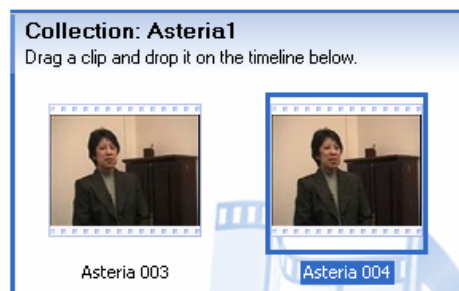 Collection: Asteria1
Drag a clip and drop it on the timeline below.
Asteria 003
Asteria 004